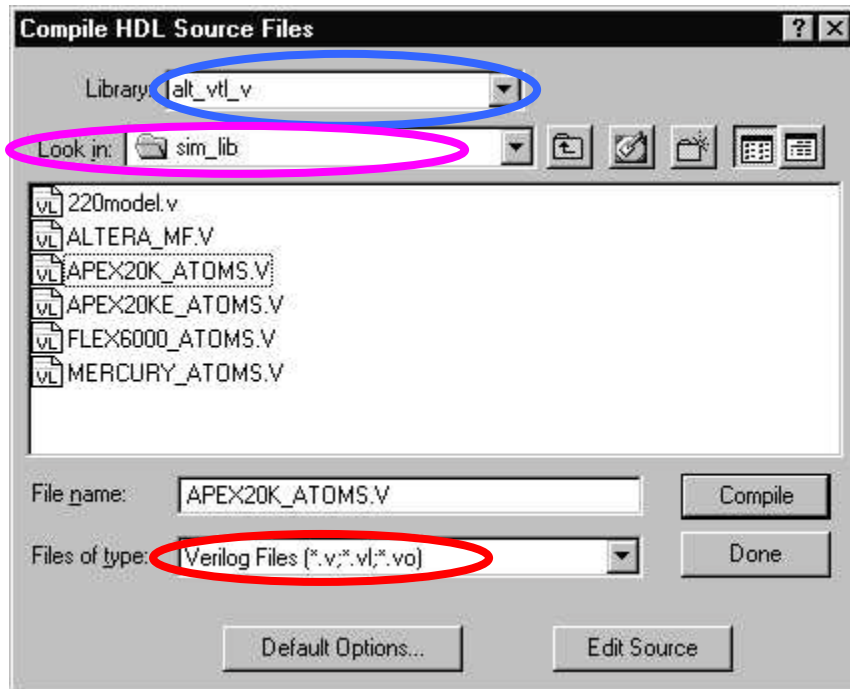 Compile HDL Source Files
Library: alt_vtl_v
Look in: sim_lib
220model.v
ALTERA_MF.V
APEX20K_ATOMS.V
APEX20KE_ATOMS.V
FLEX6000_ATOMS.V
MERCURY_ATOMS.V
File name: APEX20K_ATOMS.V Compile
Files of type: Verilog Files (*.v;*.vl;*.vo) Done
Default Options... Edit Source